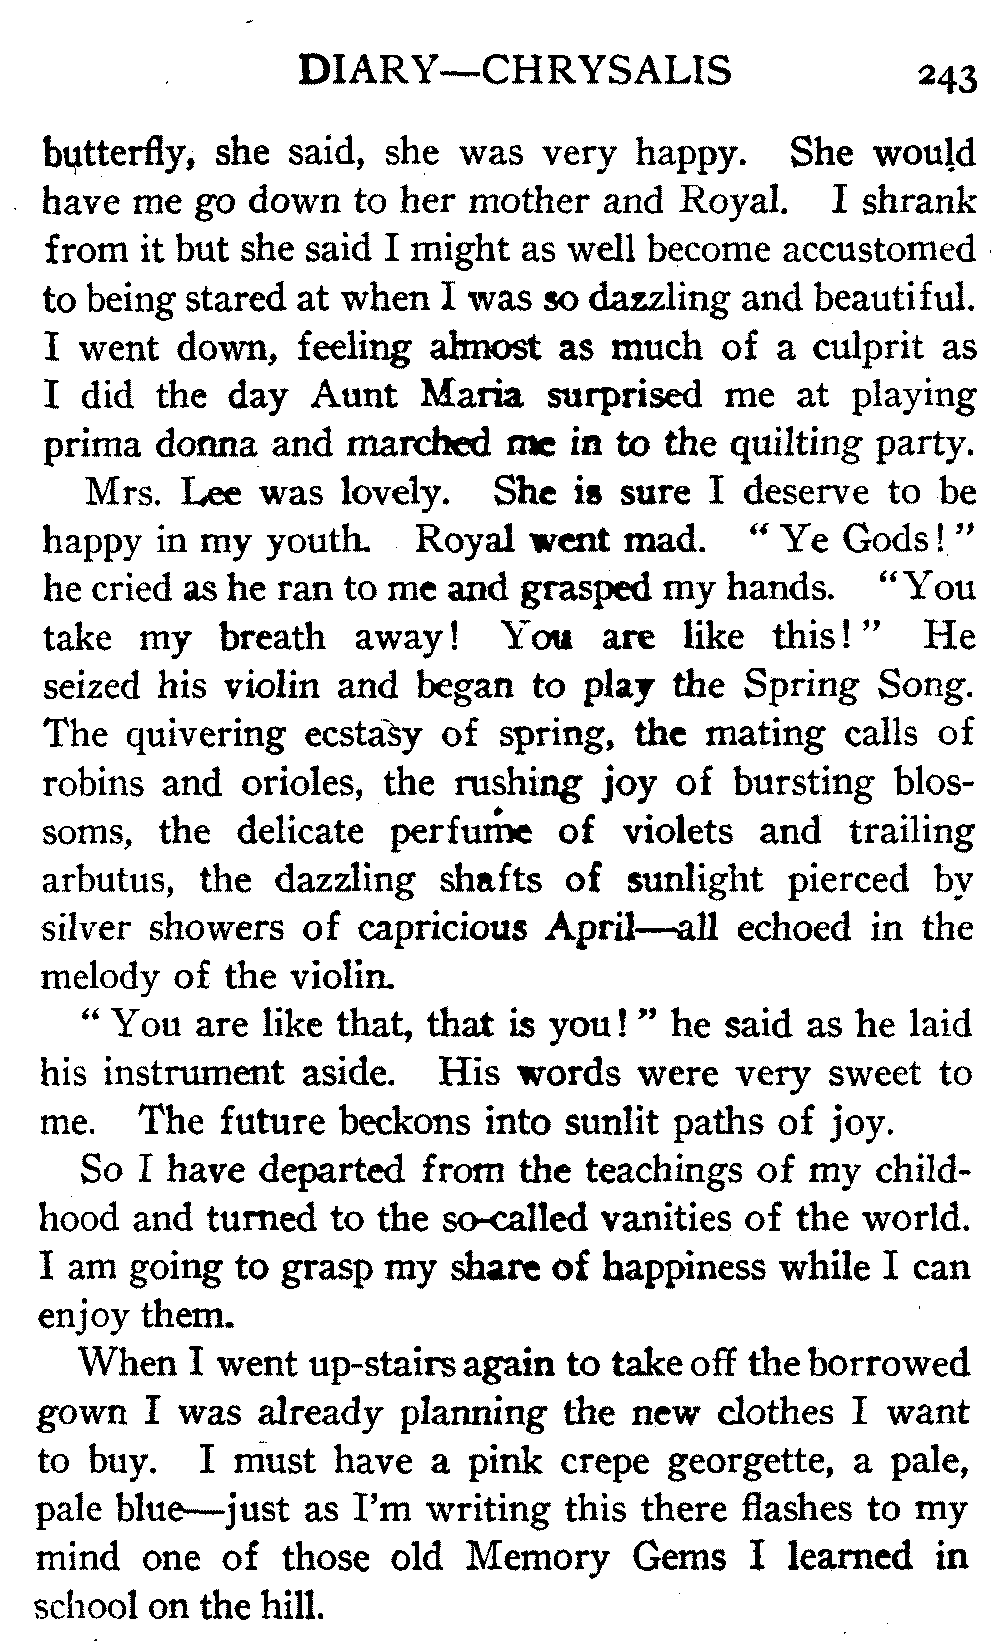 DIARY—CHRYSALIS 243
butterfly, she said, she was very happy. She would
have me go down to her mother and Royal. I shrank
from it but she said I might as well become accustomed
to being stared at when I was so dazzling and beautiful.
I went down, feeling almost as much of a culprit as
I did the day Aunt Maria surprised me at playing
prima donna and marched me in to the quilting party.
Mrs. Lee was lovely. She is sure I deserve to be
happy in my youth. Royal went mad. “Ye Gods!”
he cried as he ran to me and grasped my hands. “You
take my breath away! You are like this!” He
seized his violin and began to play the Spring Song.
The quivering ecstasy of spring, the mating calls of
robins and orioles, the rushing joy of bursting blos-
soms, the delicate perfume of violets and trailing
arbutus, the dazzling shafts of sunlight pierced by
silver showers of capricious April—all echoed in the
melody of the violin.
“You are like that, that is you!” he said as he laid
his instrument aside. His words were very sweet to
me. The future beckons into sunlit paths of joy.
So I have departed from the teachings of my child-
hood and turned to the so-called vanities of the world.
I am going to grasp my share of happiness while I can
enjoy them.
When I went up-stairs again to take off the borrowed
gown I was already planning the new clothes I want
to buy. I must have a pink crepe georgette, a pale,
pale blue—just as I’m writing this there flashes to my
mind one of those old Memory Gems I learned in
school on the hill.